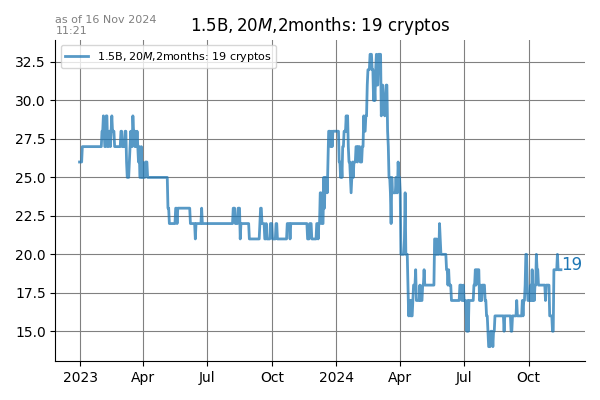 as of 16 Nov 2024
11:21
1.5B, 20M,2months: 19 cryptos
1.5B, 20M,2months: 19 cryptos
32.5
30.0
27.5
25.0
22.5
20.0
17.5
15.0
19
2023 Apr Jul Oct 2024 Apr Jul Oct